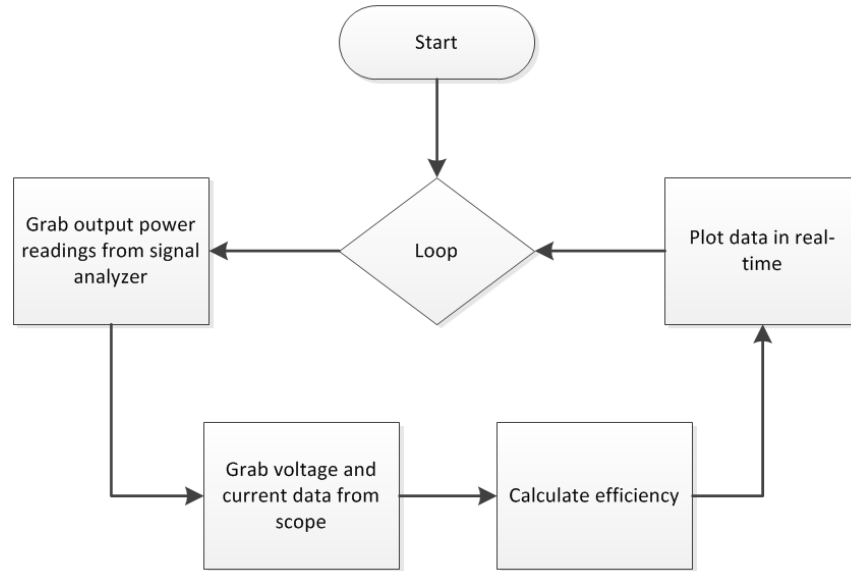 Start
Grab output power
readings from signal
analyzer
Loop
Plot data in real-
time
Grab voltage and
current data from
scope
Calculate efficiency